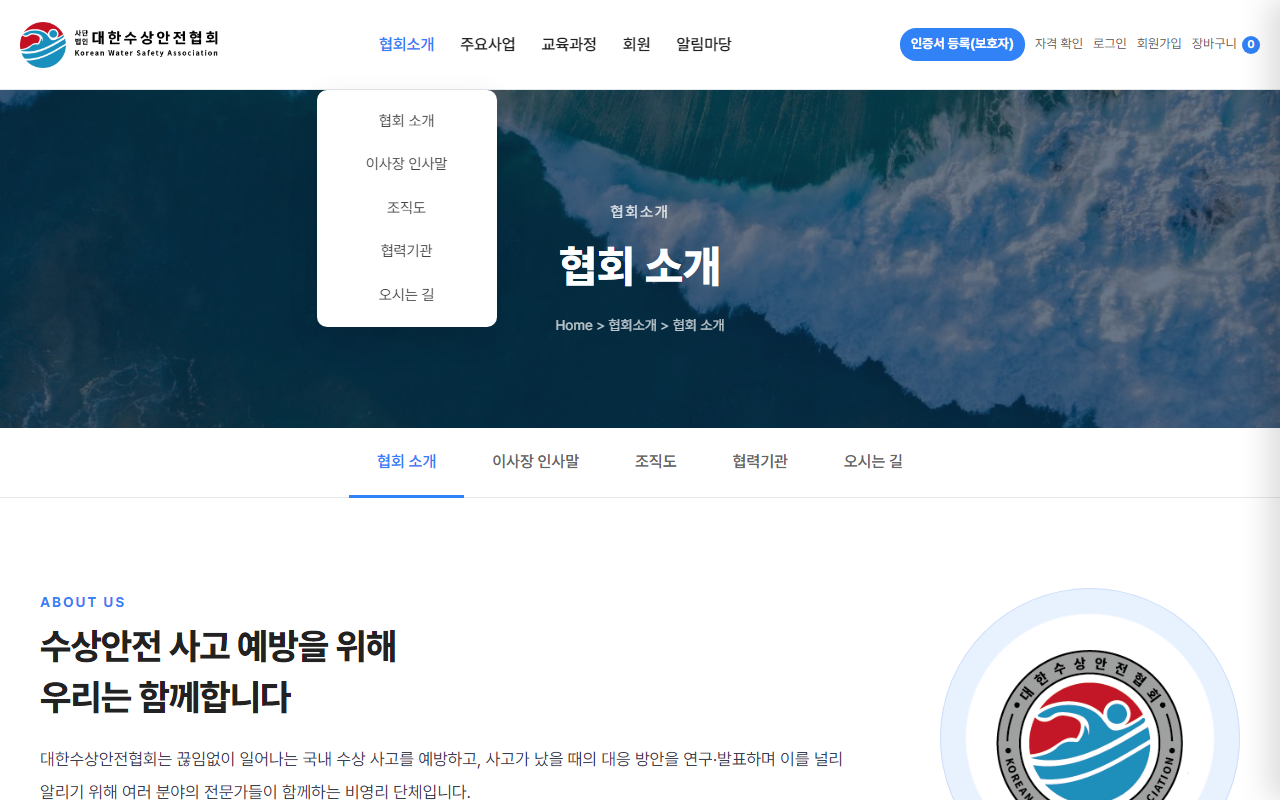 사단법인 대한수상안전협회
Korean Water Safety Association
협회소개 주요사업 교육과정 회원 알림마당
인증서 등록(보호자) 자격 확인 로그인 회원가입 장바구니 0
협회 소개
이사장 인사말
조직도
협력기관
오시는 길
협회소개
협회 소개
Home > 협회소개 > 협회 소개
협회 소개 이사장 인사말 조직도 협력기관 오시는 길
ABOUT US
수상안전 사고 예방을 위해
우리는 함께합니다
대한수상안전협회는 끊임없이 일어나는 국내 수상 사고를 예방하고, 사고가 났을 때의 대응 방안을 연구·발표하며 이를 널리
알리기 위해 여러 분야의 전문가들이 함께하는 비영리 단체입니다.
대한수상안전협회
KOREAN
CIATION